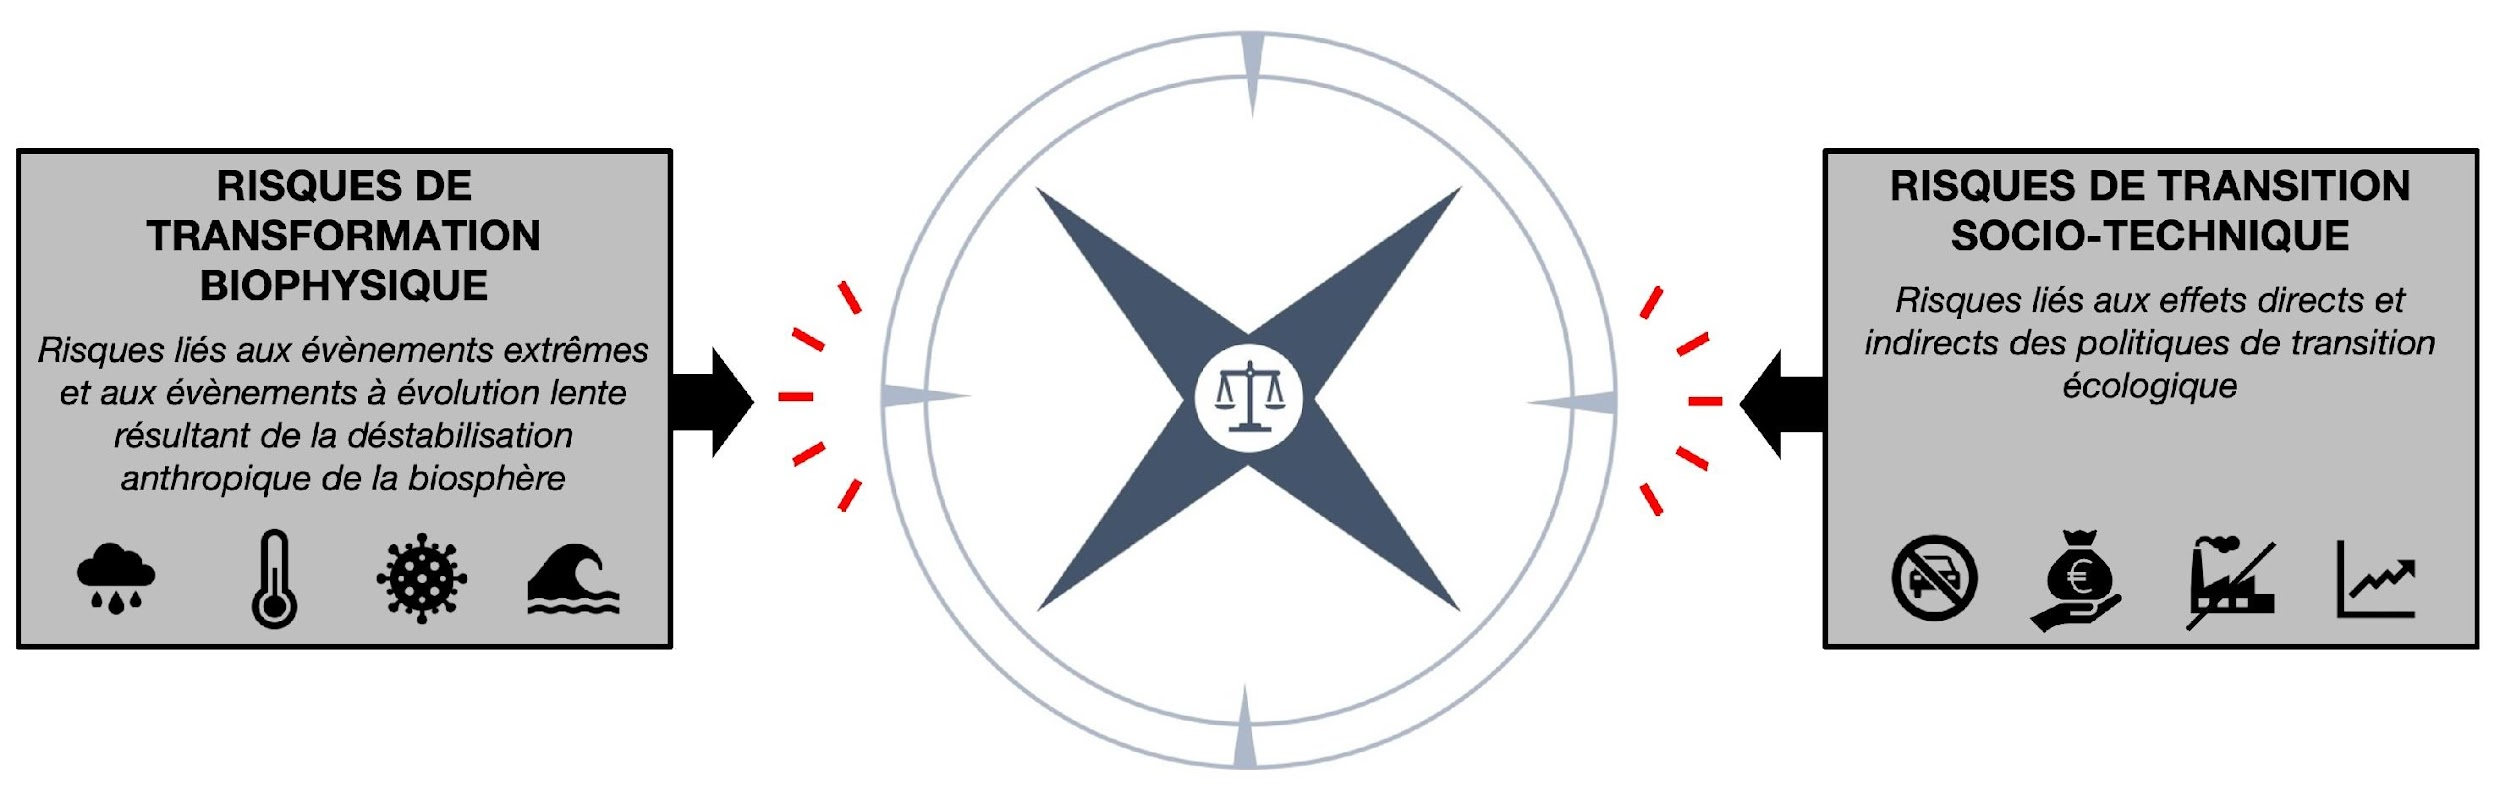 RISQUES DE
TRANSFORMATION
BIOPHYSIQUE
Risques liés aux évènements extrêmes
et aux évènements à évolution lente
résultant de la déstabilisation
anthropique de la biosphère
RISQUES DE TRANSITION
SOCIO-TECHNIQUE
Risques liés aux effets directs et
indirects des politiques de transition
écologique
€